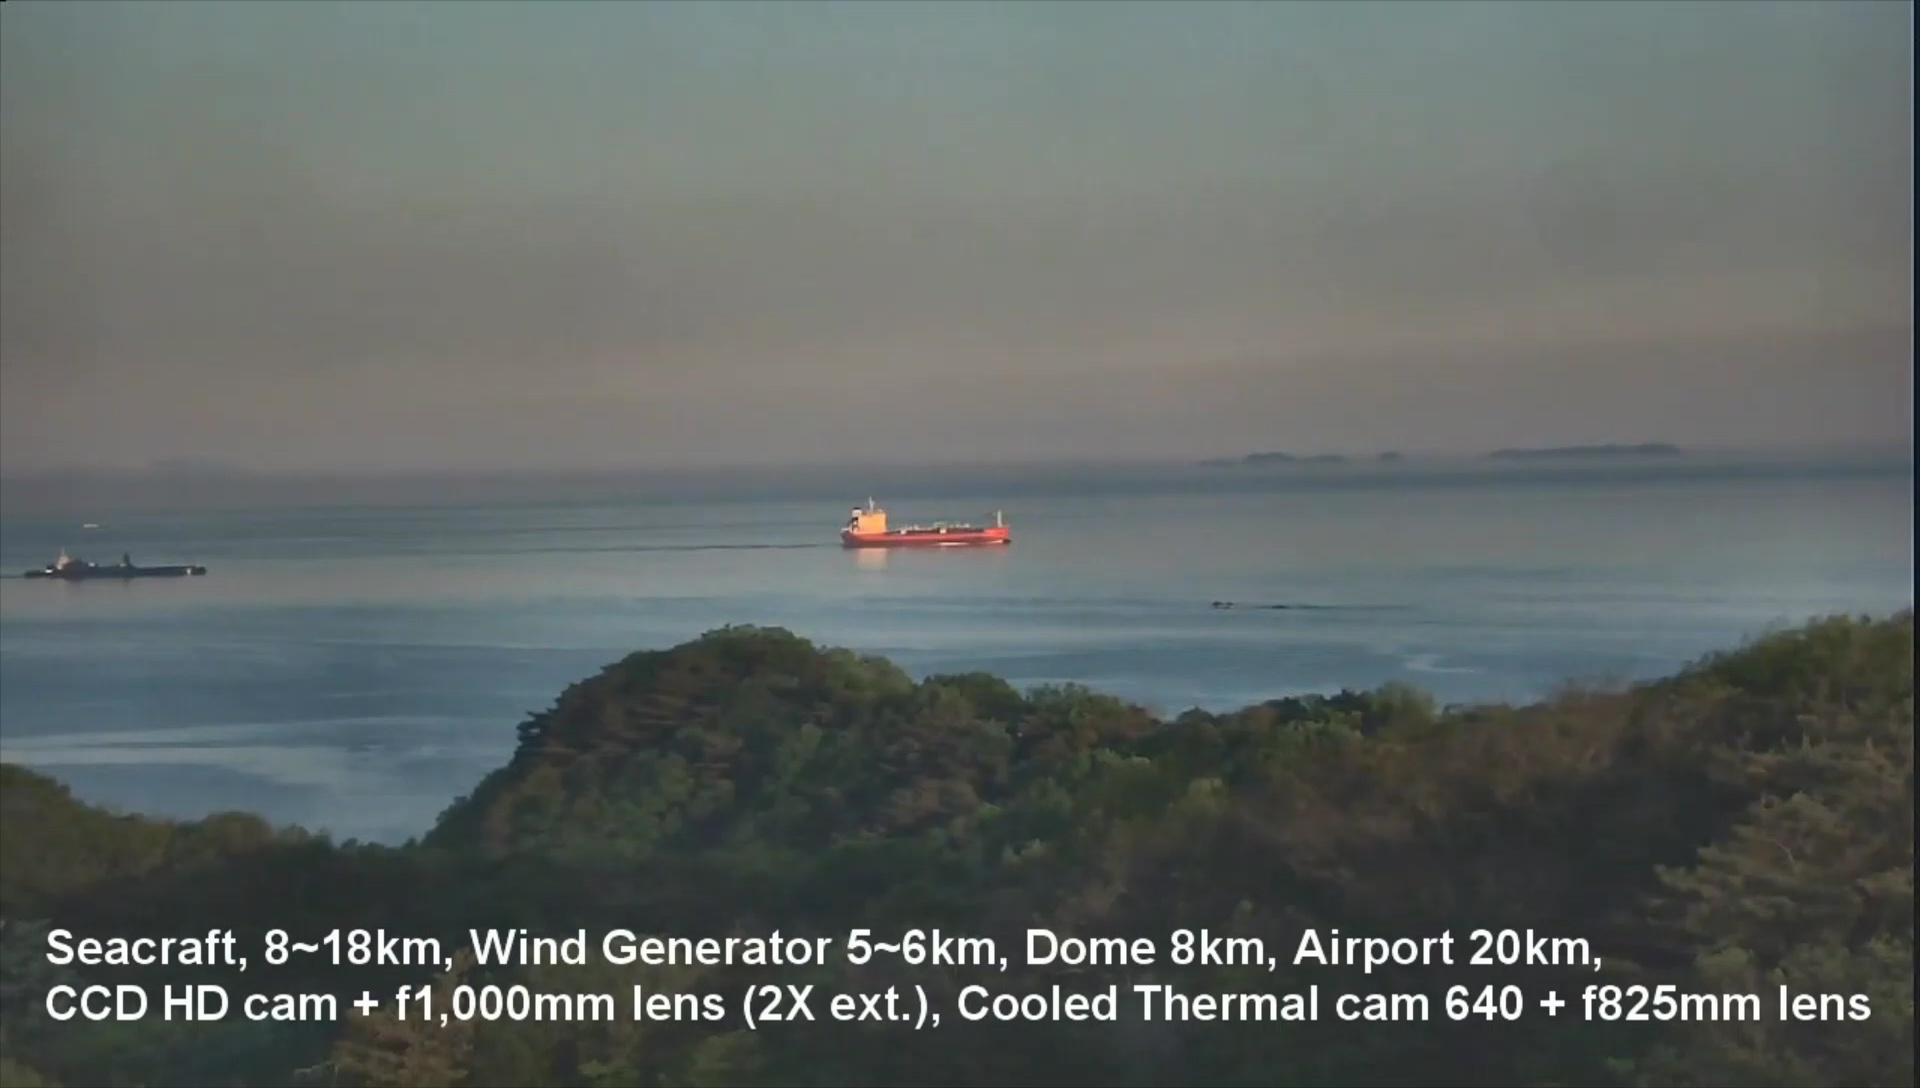 Seacraft, 8~18km, Wind Generator 5~6km, Dome 8km, Airport 20km,
CCD HD cam + f1,000mm lens (2X ext.), Cooled Thermal cam 640 + f825mm lens